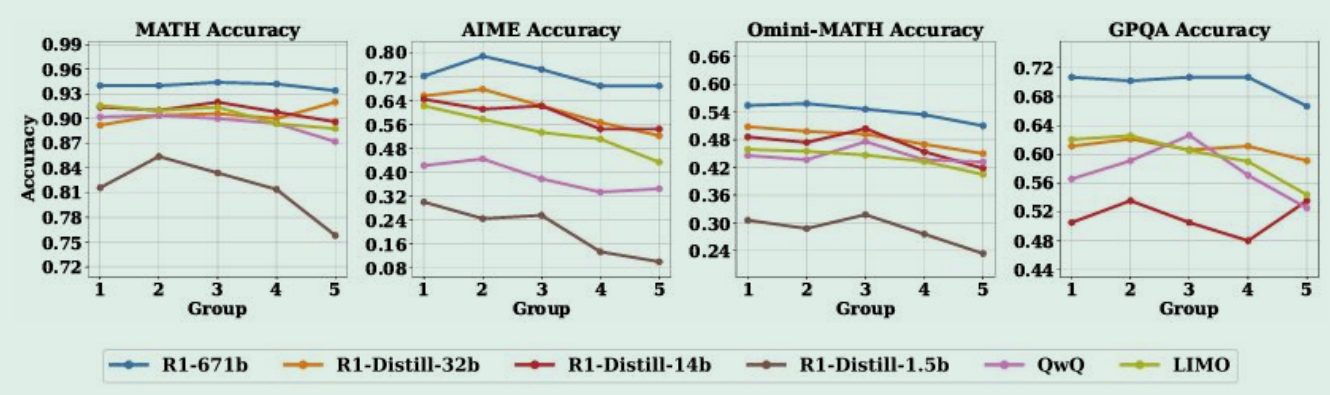 MATH Accuracy
0.99
0.96
0.93
0.90
0.87
0.84
0.81
0.78
0.75
0.72
Accuracy
1 2 3 4 5
Group
AIME Accuracy
0.80
0.72
0.64
0.56
0.48
0.40
0.32
0.24
0.16
0.08
1 2 3 4 5
Group
Omini-MATH Accuracy
0.66
0.60
0.54
0.48
0.42
0.36
0.30
0.24
1 2 3 4 5
Group
GPQA Accuracy
0.72
0.68
0.64
0.60
0.56
0.52
0.48
0.44
1 2 3 4 5
Group
R1-671b R1-Distill-32b R1-Distill-14b R1-Distill-1.5b QwQ LIMO